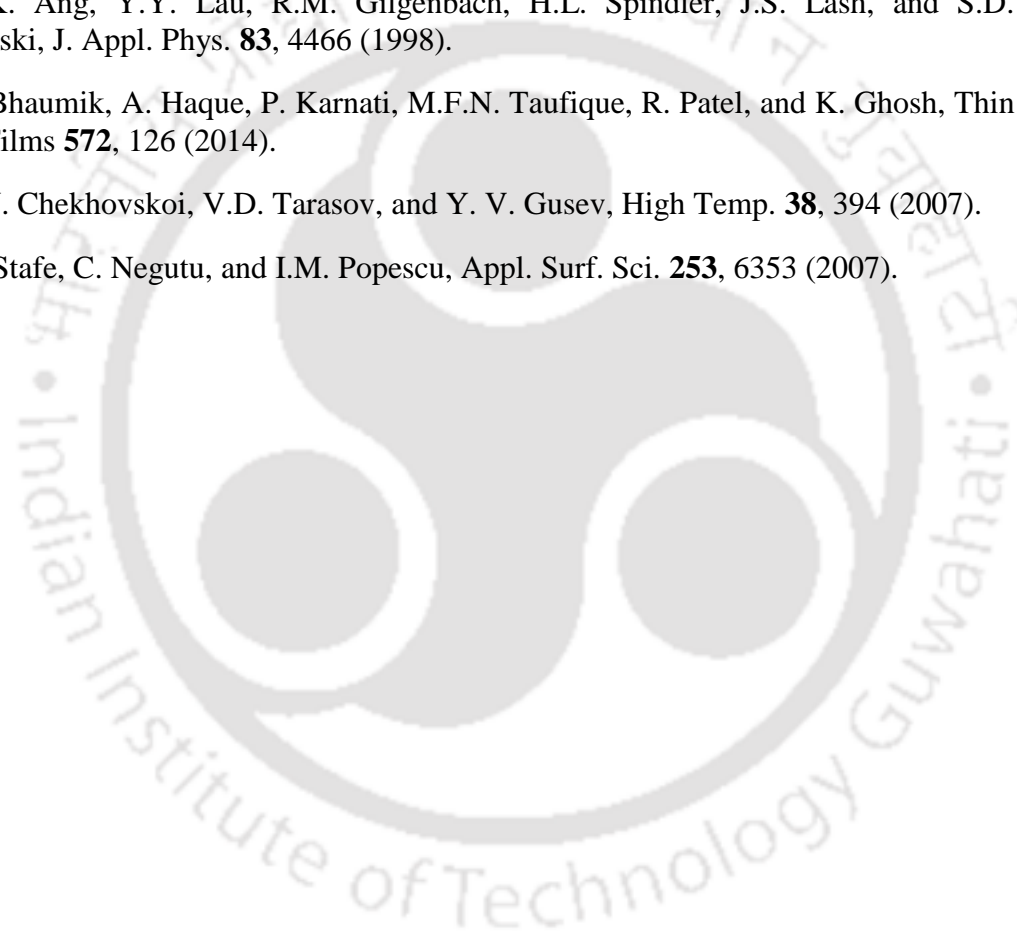 K. Ang, Y.Y. Lau, R.M. Gilgenbach, H.L. Spindler, J.S. Lash, and S.D.
ski, J. Appl. Phys. 83, 4466 (1998).
Bhaumik, A. Haque, P. Karnati, M.F.N. Taufique, R. Patel, and K. Ghosh, Thin
ilms 572, 126 (2014).
. Chekhovskoi, V.D. Tarasov, and Y. V. Gusev, High Temp. 38, 394 (2007).
Stafe, C. Negutu, and I.M. Popescu, Appl. Surf. Sci. 253, 6353 (2007).
Indian Institute of Technology Guwahati